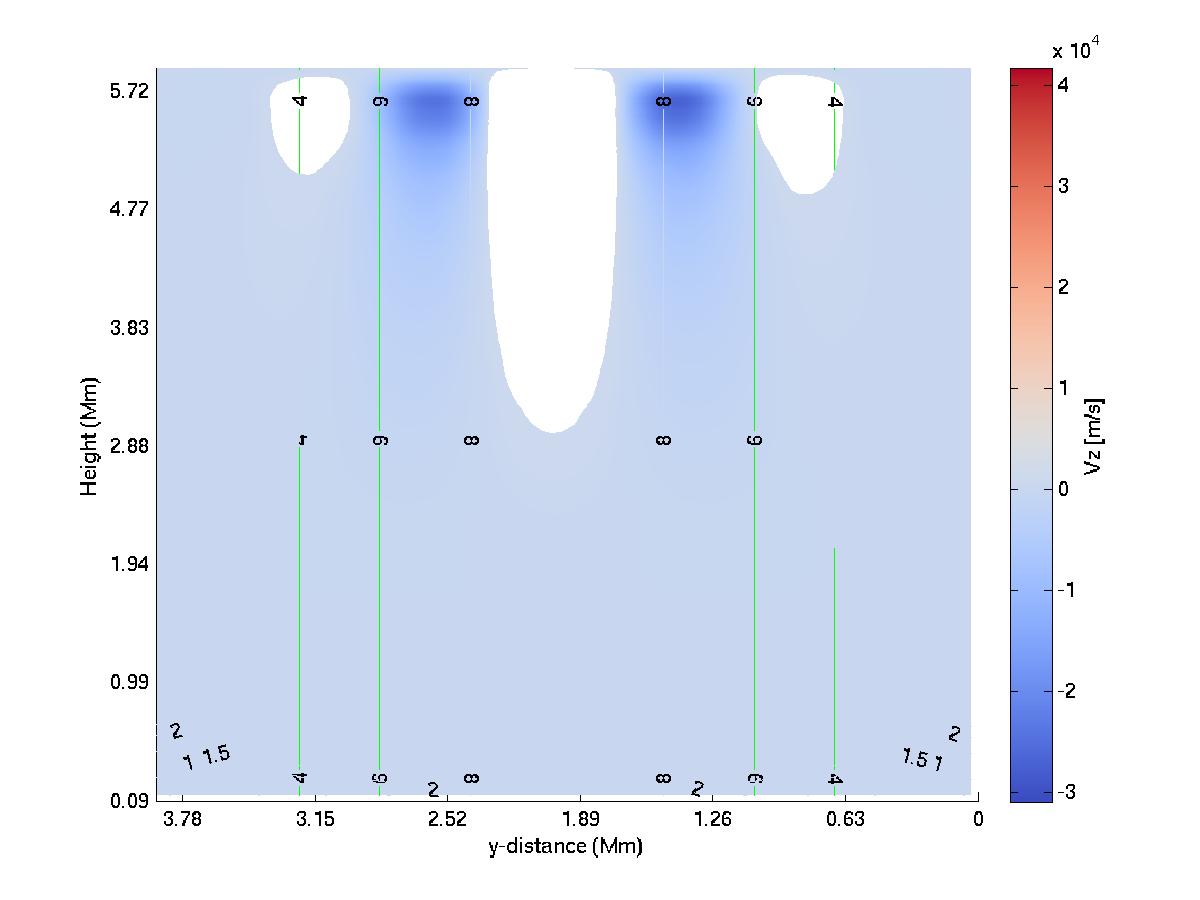 x 10^4
5.72
4.77
3.83
2.88
1.94
0.99
0.09
Height (Mm)
4 6 8 8 6 4
4 6 8 8 6
2 2
1 1.5 1.5 1
4 6 8 8 6 4
2 2
3.78 3.15 2.52 1.89 1.26 0.63 0
y-distance (Mm)
4
3
2
1
0
-1
-2
-3
Vz [m/s]